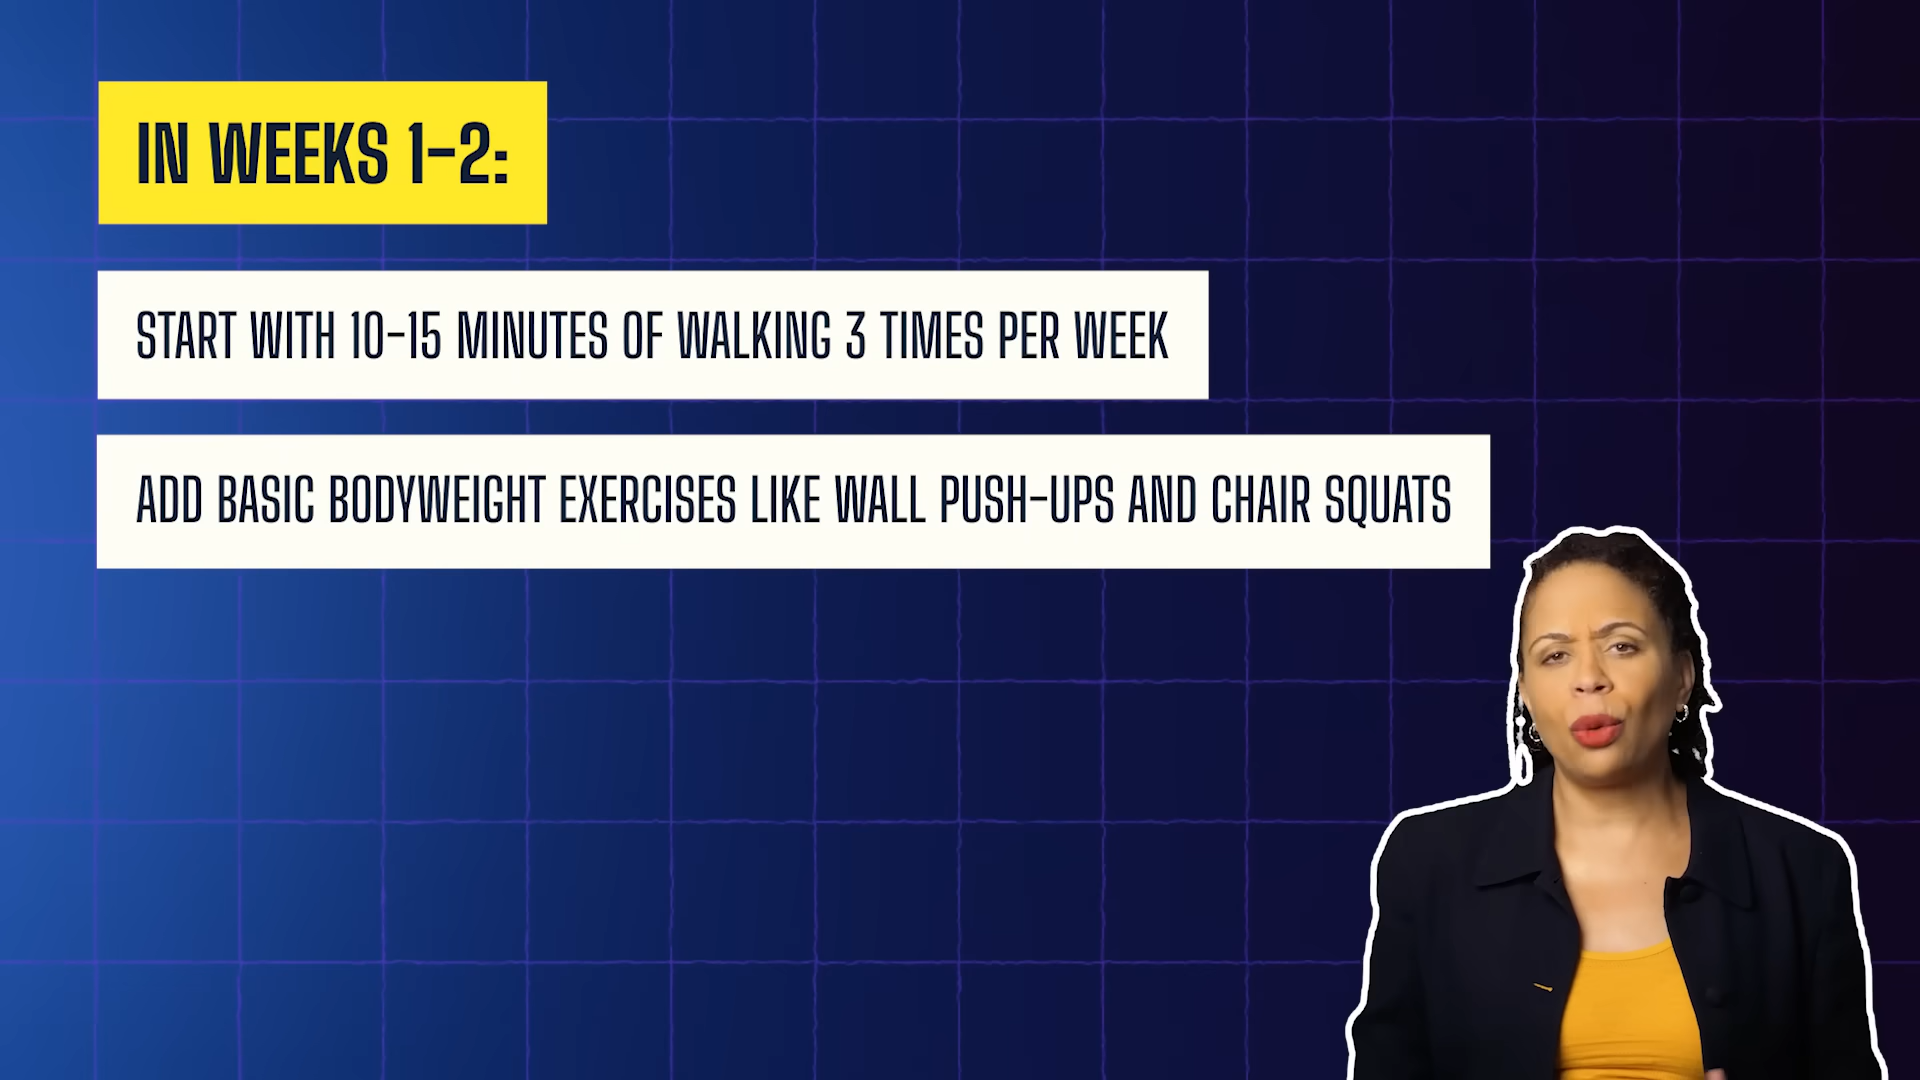 IN WEEKS 1-2:
START WITH 10-15 MINUTES OF WALKING 3 TIMES PER WEEK
ADD BASIC BODYWEIGHT EXERCISES LIKE WALL PUSH-UPS AND CHAIR SQUATS